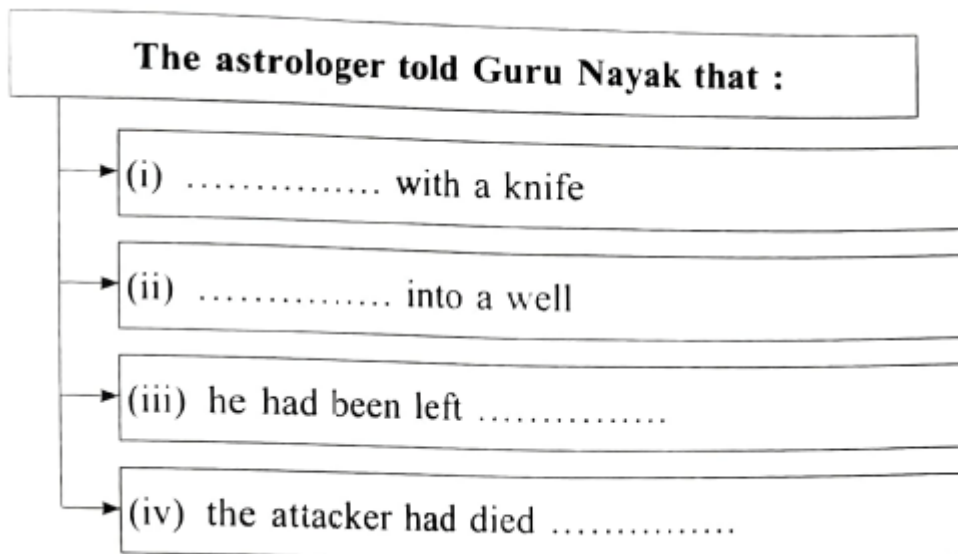 The astrologer told Guru Nayak that :
(i) ............... with a knife
(ii) ............... into a well
(iii) he had been left ...............
(iv) the attacker had died ...............